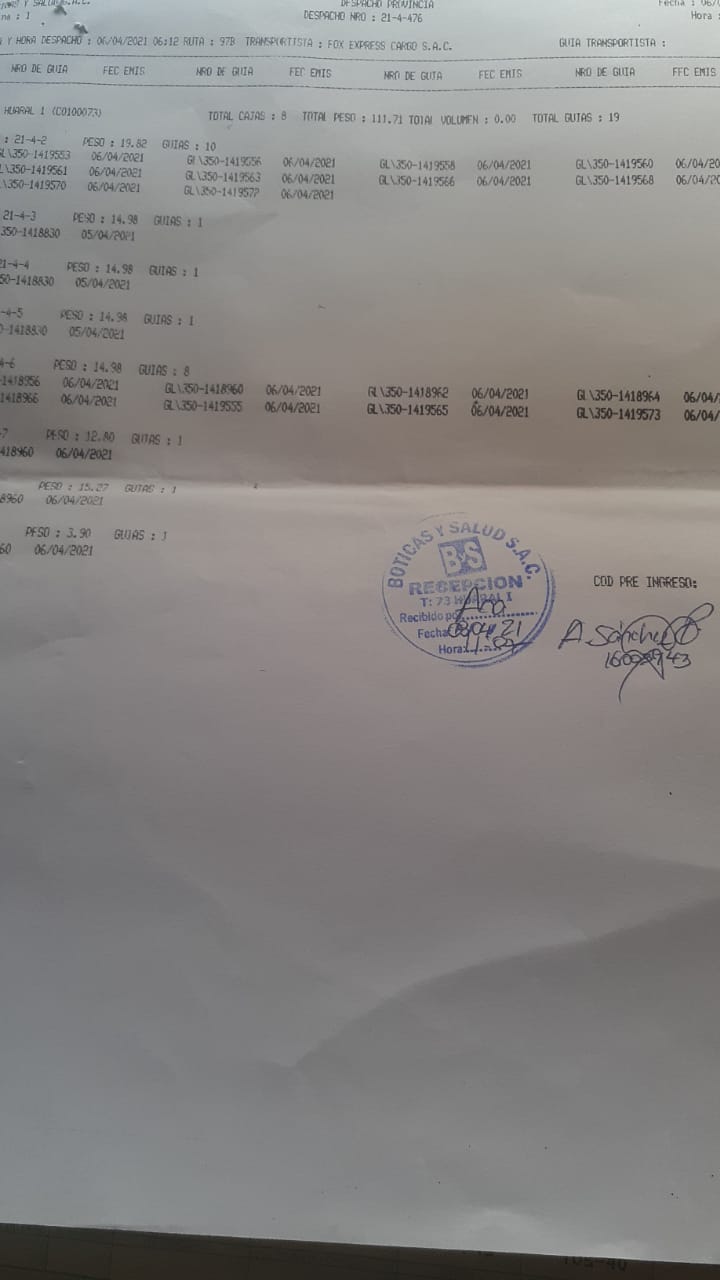 DESPACHO PROVINCIA
Fecha : 06/0
na : 1
DESPACHO NRO : 21-4-476
Hora :
Y HORA DESPACHO : 06/04/2021 06:12 RUTA : 97B TRANSPORTISTA : FOX EXPRESS CARGO S.A.C. GUIA TRANSPORTISTA :
NRO DE GUIA FEC EMIS NRO DE GUIA FEC EMIS NRO DE GUIA FEC EMIS NRO DE GUIA FEC EMIS
HUARAL 1 (C0100073) TOTAL CAJAS : 8 TOTAL PESO : 111.71 TOTAL VOLUMEN : 0.00 TOTAL GUIAS : 19
: 21-4-2 PESO : 19.82 GUIAS : 10
GL\350-1419553 06/04/2021 GL\350-1419556 06/04/2021 GL\350-1419558 06/04/2021 GL\350-1419560 06/04/20
L\350-1419561 06/04/2021 GL\350-1419563 06/04/2021 GL\350-1419566 06/04/2021 GL\350-1419568 06/04/20
\350-1419570 06/04/2021 GL\350-1419572 06/04/2021
21-4-3 PESO : 14.98 GUIAS : 1
350-1418830 05/04/2021
21-4-4 PESO : 14.98 GUIAS : 1
50-1418830 05/04/2021
-4-5 PESO : 14.98 GUIAS : 1
0-1418830 05/04/2021
4-6 PESO : 14.98 GUIAS : 8
-1418956 06/04/2021 GL\350-1418960 06/04/2021 GL\350-1418962 06/04/2021 GL\350-1418964 06/04/
1418966 06/04/2021 GL\350-1419555 06/04/2021 GL\350-1419565 06/04/2021 GL\350-1419573 06/04/
-7 PESO : 12.80 GUIAS : 1
418960 06/04/2021
PESO : 15.27 GUIAS : 1
8960 06/04/2021
PESO : 3.90 GUIAS : 1
60 06/04/2021
BOTICAS Y SALUD S.A.C.
B&S
RECEPCION
T: 73 HUARAL I
Recibido por
Fecha
Hora:
COD PRE INGRESO:
A Sánchez